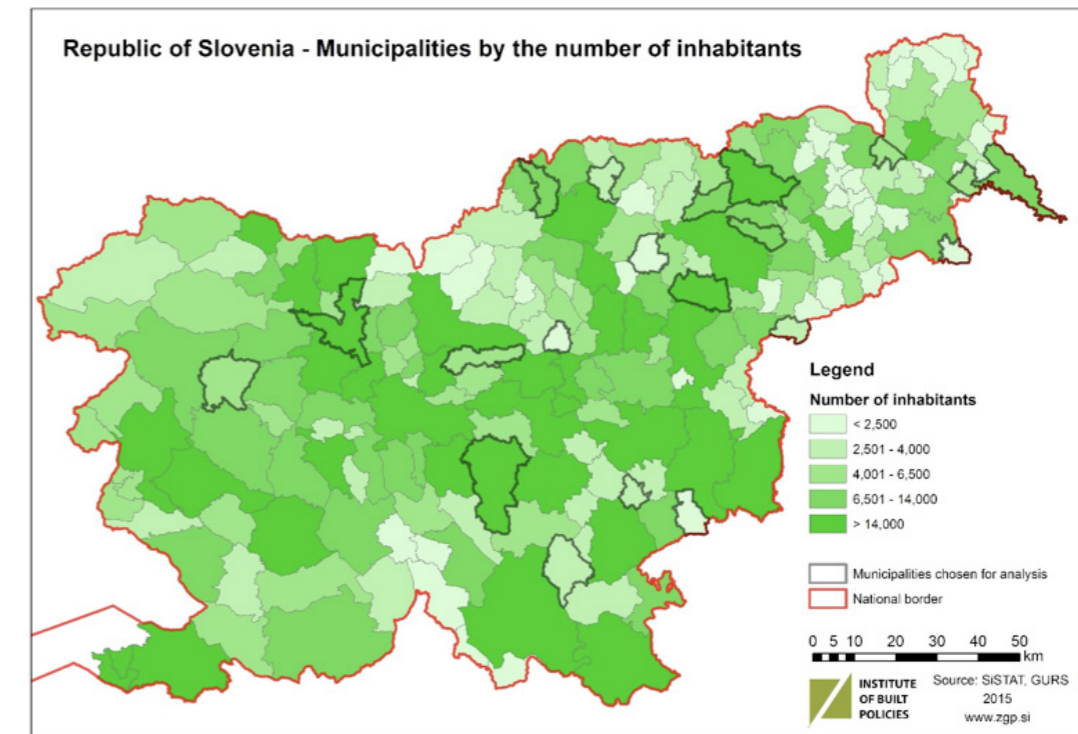 Republic of Slovenia - Municipalities by the number of inhabitants
Legend
Number of inhabitants
< 2,500
2,501 - 4,000
4,001 - 6,500
6,501 - 14,000
> 14,000
Municipalities chosen for analysis
National border
0 5 10 20 30 40 50
km
INSTITUTE
OF BUILT
POLICIES
Source: SiSTAT, GURS
2015
www.zgp.si